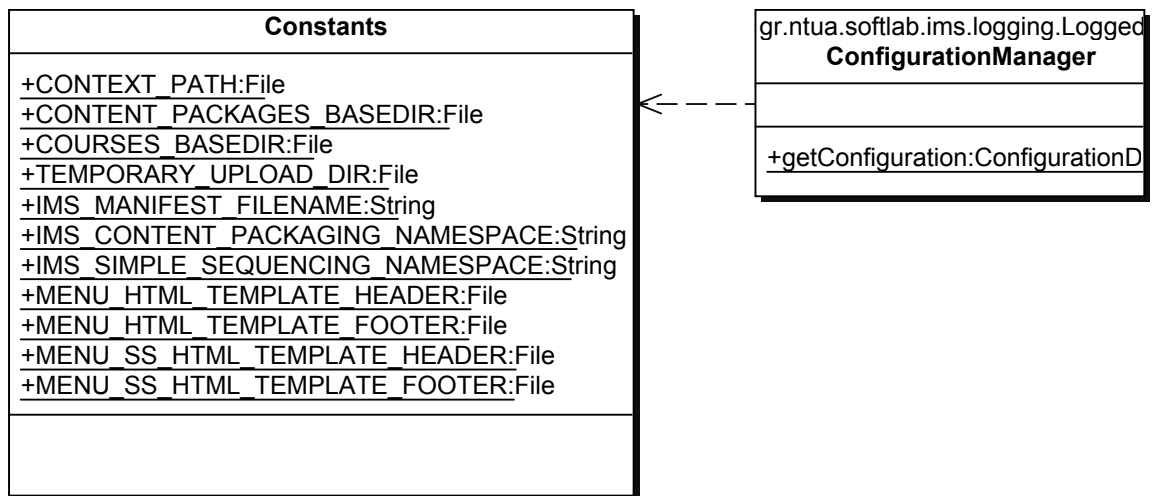 Constants
+CONTEXT_PATH:File
+CONTENT_PACKAGES_BASEDIR:File
+COURSES_BASEDIR:File
+TEMPORARY_UPLOAD_DIR:File
+IMS_MANIFEST_FILENAME:String
+IMS_CONTENT_PACKAGING_NAMESPACE:String
+IMS_SIMPLE_SEQUENCING_NAMESPACE:String
+MENU_HTML_TEMPLATE_HEADER:File
+MENU_HTML_TEMPLATE_FOOTER:File
+MENU_SS_HTML_TEMPLATE_HEADER:File
+MENU_SS_HTML_TEMPLATE_FOOTER:File
gr.ntua.softlab.ims.logging.Logged
ConfigurationManager
+getConfiguration:ConfigurationD